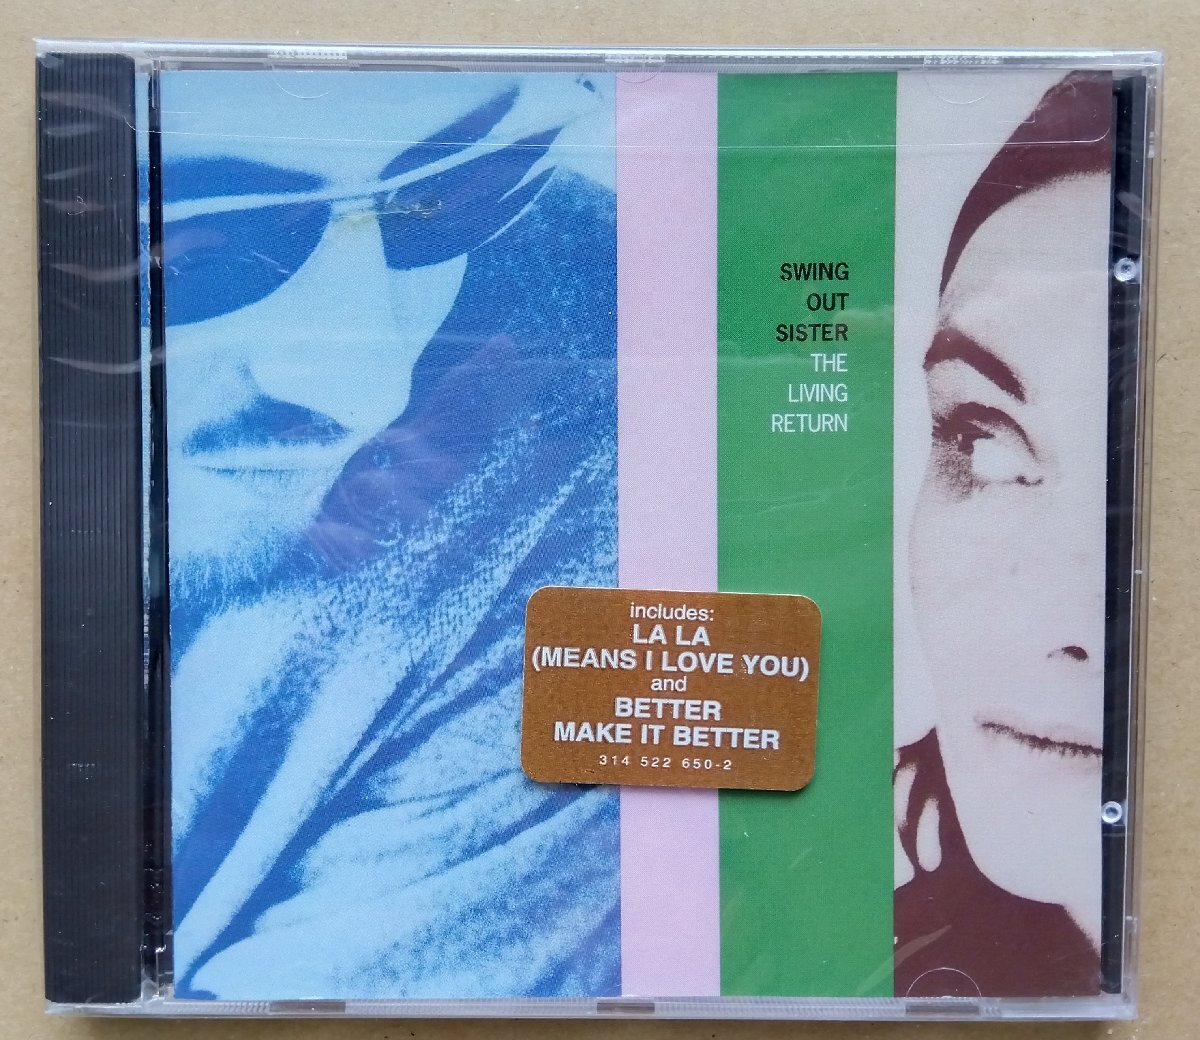 SWING
OUT
SISTER
THE
LIVING
RETURN
includes:
LA LA
(MEANS I LOVE YOU)
and
BETTER
MAKE IT BETTER
314 522 650-2